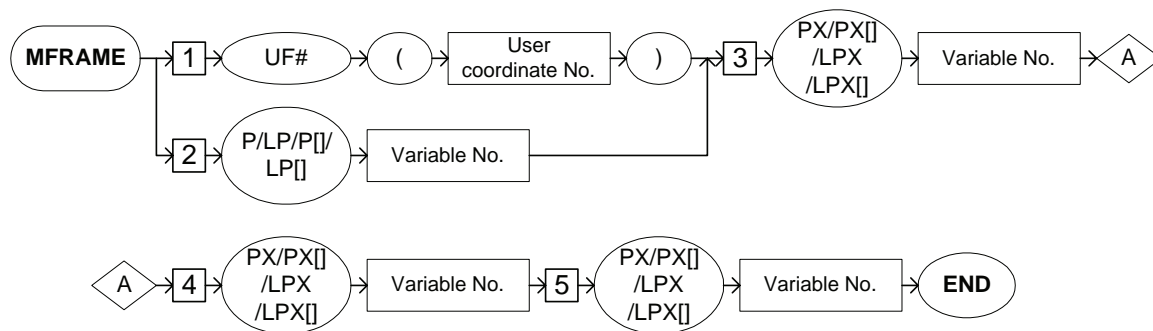 MFRAME
1
UF#
(
User
coordinate No.
)
3
PX/PX[]
/LPX
/LPX[]
Variable No.
A
2
P/LP/P[]/
LP[]
Variable No.
A
4
PX/PX[]
/LPX
/LPX[]
Variable No.
5
PX/PX[]
/LPX
/LPX[]
Variable No.
END